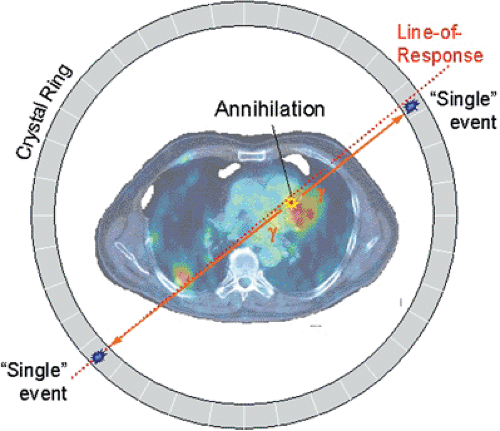 Line-of-
Response
"Single"
event
Crystal Ring
Annihilation
γ
γ
"Single"
event